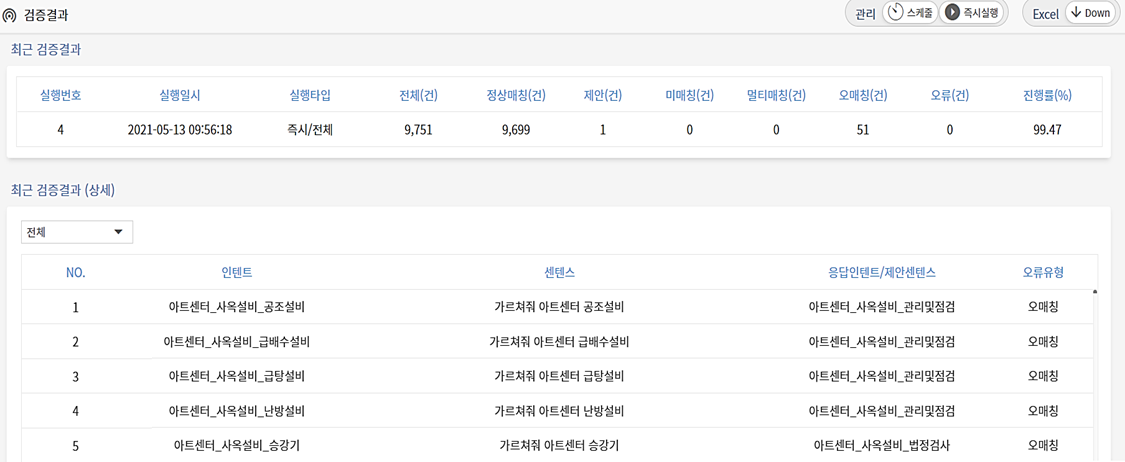 검증결과 관리 스케줄 즉시실행 Excel Down
최근 검증결과
실행번호 실행일시 실행타입 전체(건) 정상매칭(건) 제안(건) 미매칭(건) 멀티매칭(건) 오매칭(건) 오류(건) 진행률(%)
4 2021-05-13 09:56:18 즉시/전체 9,751 9,699 1 0 0 51 0 99.47
최근 검증결과 (상세)
전체
NO. 인텐트 센텐스 응답인텐트/제안센텐스 오류유형
1 아트센터_사옥설비_공조설비 가르쳐줘 아트센터 공조설비 아트센터_사옥설비_관리및점검 오매칭
2 아트센터_사옥설비_급배수설비 가르쳐줘 아트센터 급배수설비 아트센터_사옥설비_관리및점검 오매칭
3 아트센터_사옥설비_급탕설비 가르쳐줘 아트센터 급탕설비 아트센터_사옥설비_관리및점검 오매칭
4 아트센터_사옥설비_난방설비 가르쳐줘 아트센터 난방설비 아트센터_사옥설비_관리및점검 오매칭
5 아트센터_사옥설비_승강기 가르쳐줘 아트센터 승강기 아트센터_사옥설비_법정검사 오매칭